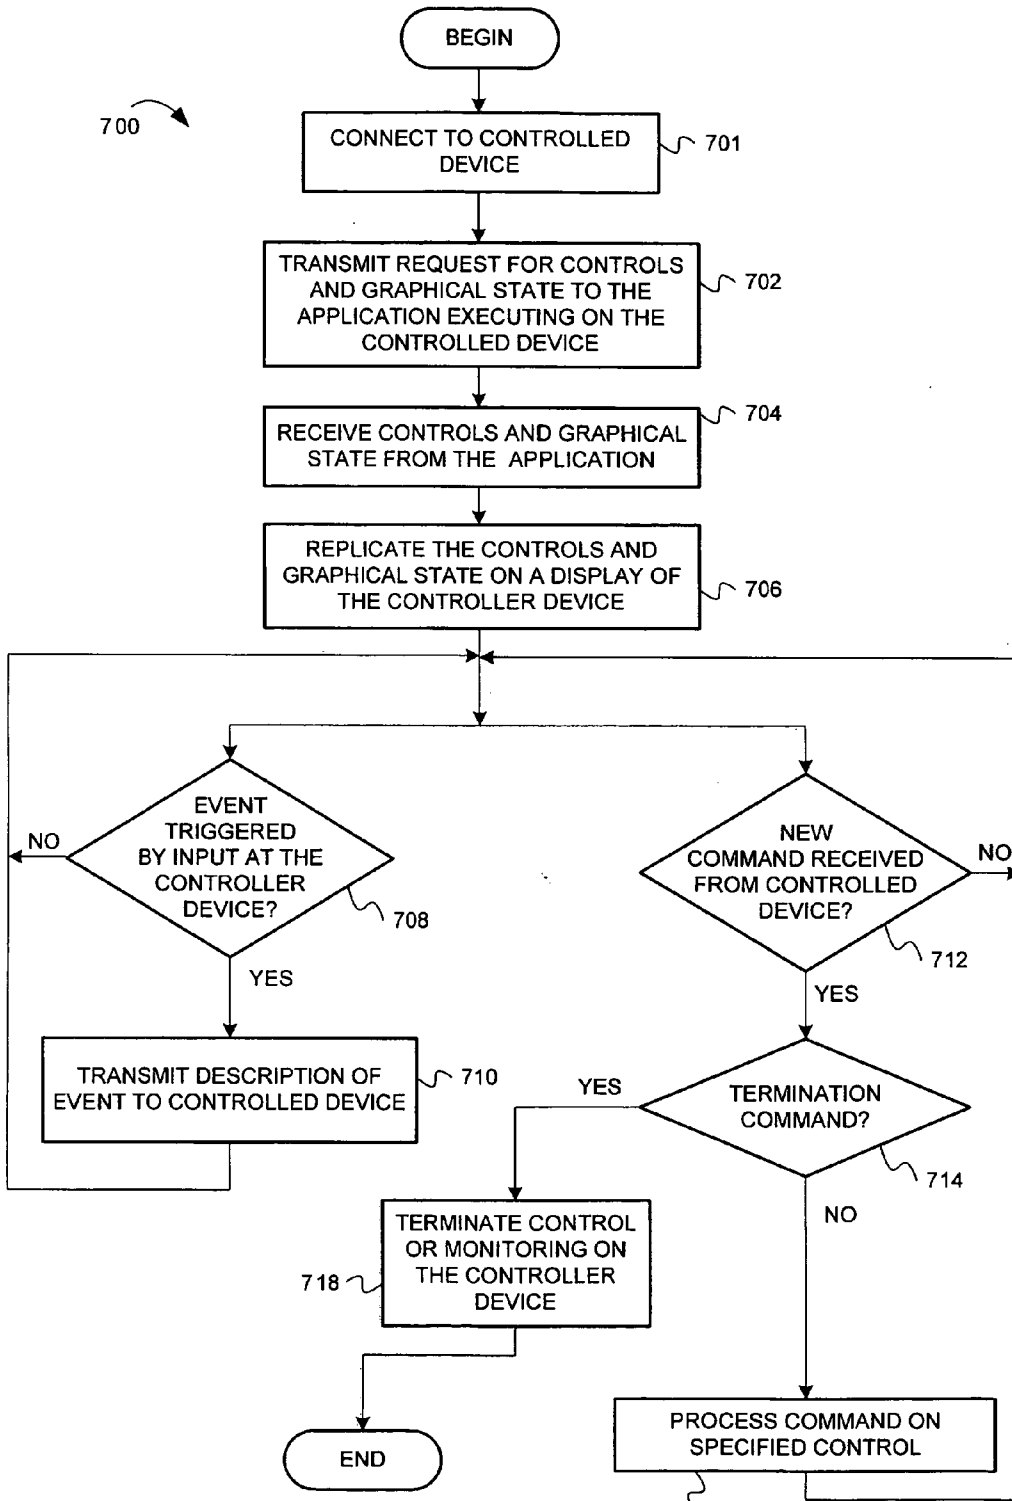 BEGIN
700
CONNECT TO CONTROLLED
DEVICE
701
TRANSMIT REQUEST FOR CONTROLS
AND GRAPHICAL STATE TO THE
APPLICATION EXECUTING ON THE
CONTROLLED DEVICE
702
RECEIVE CONTROLS AND GRAPHICAL
STATE FROM THE APPLICATION
704
REPLICATE THE CONTROLS AND
GRAPHICAL STATE ON A DISPLAY OF
THE CONTROLLER DEVICE
706
EVENT
TRIGGERED
BY INPUT AT THE
CONTROLLER
DEVICE?
NO
708
YES
TRANSMIT DESCRIPTION OF
EVENT TO CONTROLLED DEVICE
710
NEW
COMMAND RECEIVED
FROM CONTROLLED
DEVICE?
NO
712
YES
TERMINATION
COMMAND?
YES
714
NO
TERMINATE CONTROL
OR MONITORING ON
THE CONTROLLER
DEVICE
718
END
PROCESS COMMAND ON
SPECIFIED CONTROL